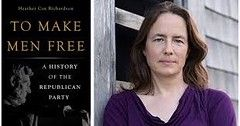 Heather Cox Richardson
TO MAKE
MEN FREE
A HISTORY
OF THE
REPUBLICAN
PARTY